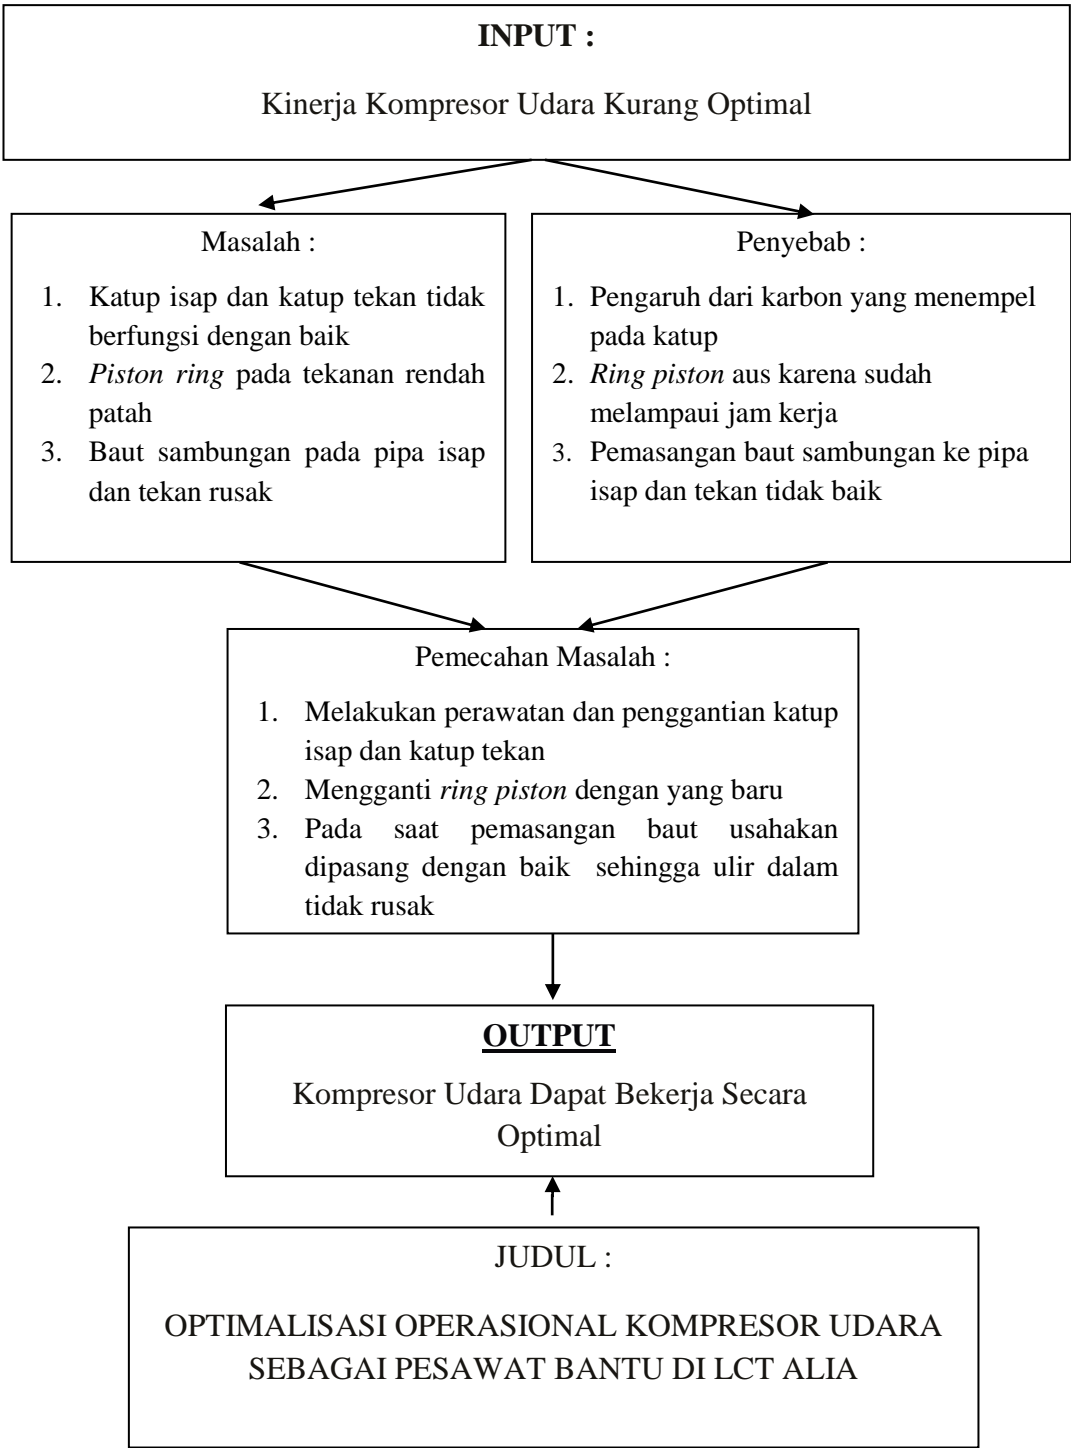 INPUT :
Kinerja Kompresor Udara Kurang Optimal
Masalah :
1. Katup isap dan katup tekan tidak
berfungsi dengan baik
2. Piston ring pada tekanan rendah
patah
3. Baut sambungan pada pipa isap
dan tekan rusak
Penyebab :
1. Pengaruh dari karbon yang menempel
pada katup
2. Ring piston aus karena sudah
melampaui jam kerja
3. Pemasangan baut sambungan ke pipa
isap dan tekan tidak baik
Pemecahan Masalah :
1. Melakukan perawatan dan penggantian katup
isap dan katup tekan
2. Mengganti ring piston dengan yang baru
3. Pada saat pemasangan baut usahakan
dipasang dengan baik sehingga ulir dalam
tidak rusak
OUTPUT
Kompresor Udara Dapat Bekerja Secara
Optimal
JUDUL :
OPTIMALISASI OPERASIONAL KOMPRESOR UDARA
SEBAGAI PESAWAT BANTU DI LCT ALIA